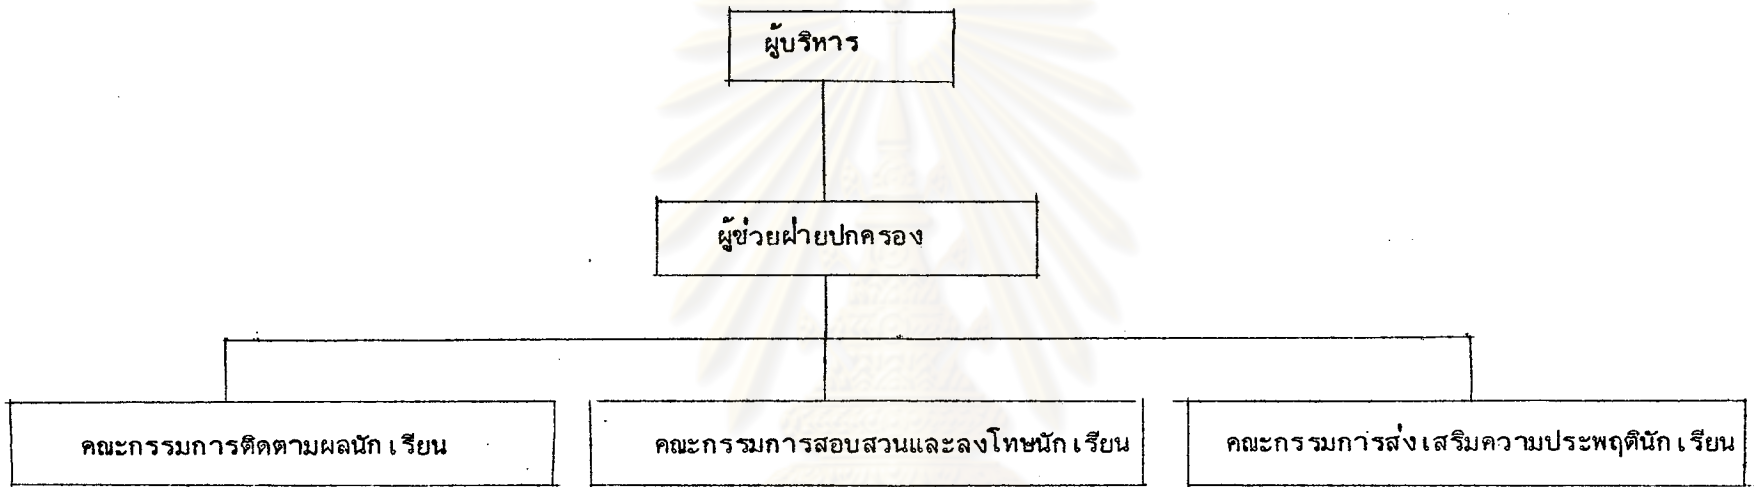 ผู้บริหาร
ผู้ช่วยฝ่ายปกครอง
คณะกรรมการติดตามผลนักเรียน
คณะกรรมการสอบสวนและลงโทษนักเรียน
คณะกรรมการส่งเสริมความประพฤตินักเรียน